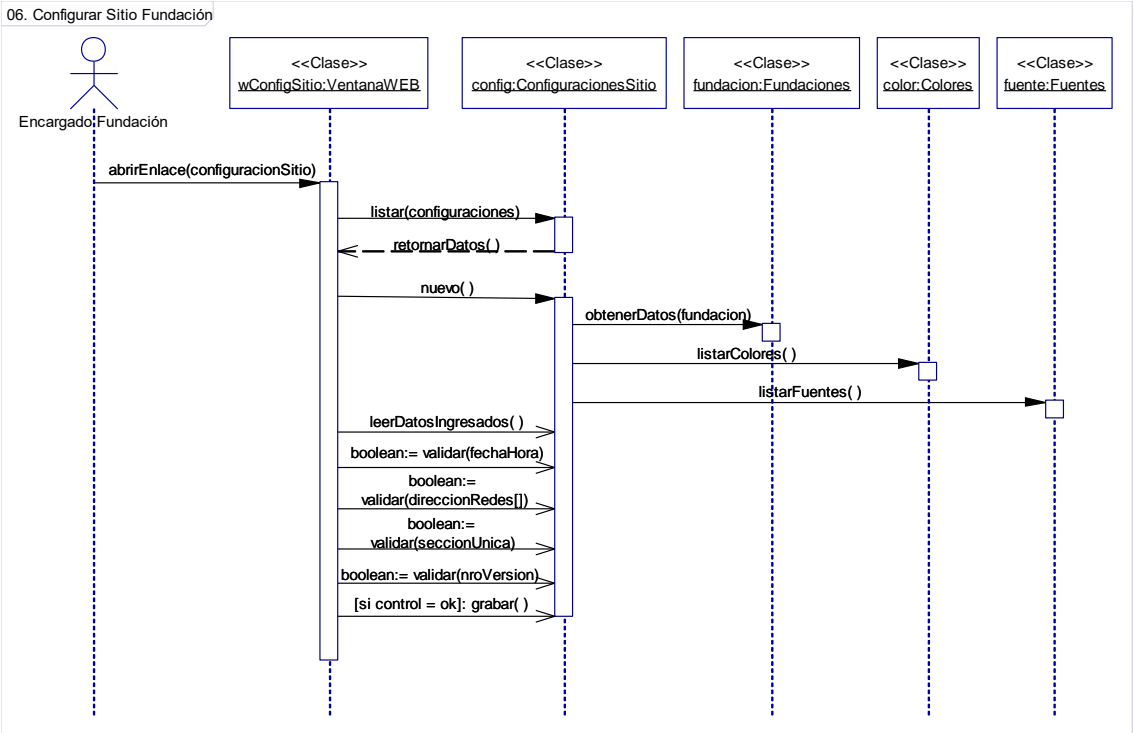 06. Configurar Sitio Fundación
<<Clase>>
wConfigSitio:VentanaWEB
<<Clase>>
config:ConfiguracionesSitio
<<Clase>>
fundacion:Fundaciones
<<Clase>>
color:Colores
<<Clase>>
fuente:Fuentes
Encargado Fundación
abrirEnlace(configuracionSitio)
listar(configuraciones)
retornarDatos( )
nuevo( )
obtenerDatos(fundacion)
listarColores( )
listarFuentes( )
leerDatosIngresados( )
boolean:= validar(fechaHora)
boolean:=
validar(direccionRedes[])
boolean:=
validar(seccionUnica)
boolean:= validar(nroVersion)
[si control = ok]: grabar( )